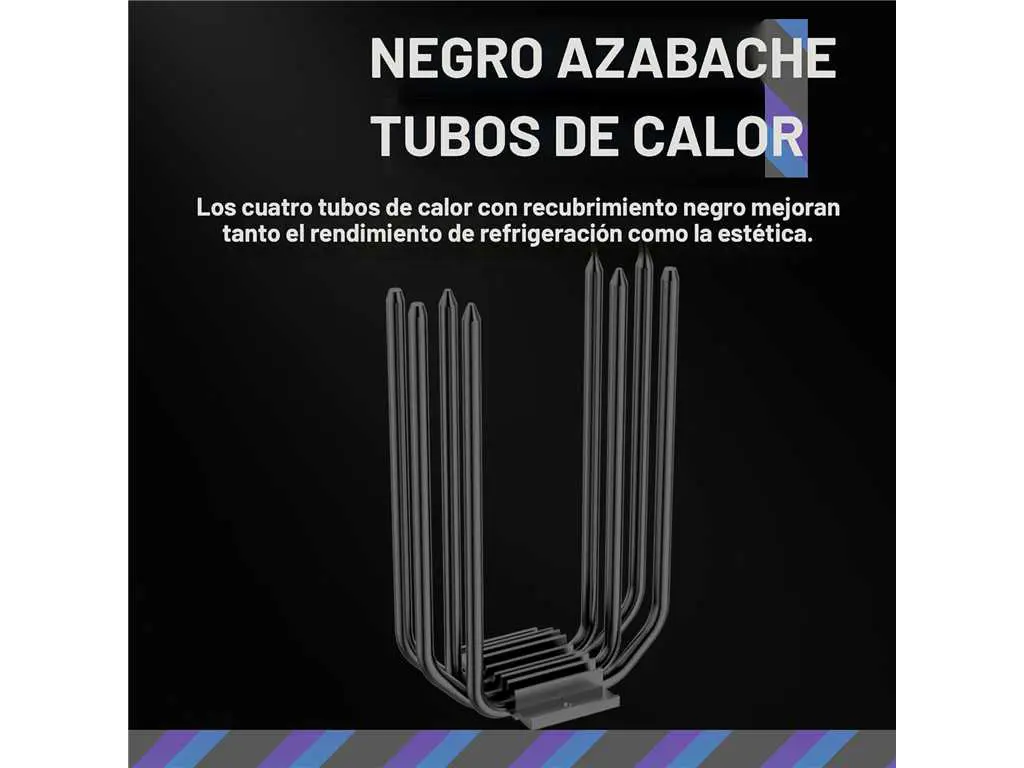 NEGRO AZABACHE
TUBOS DE CALOR
Los cuatro tubos de calor con recubrimiento negro mejoran
tanto el rendimiento de refrigeración como la estética.